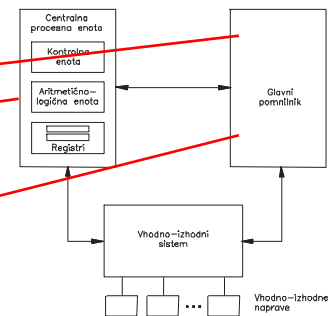 Centralna
procesna enota
Kontrolna
enota
Aritmetično-
logična enota
Registri
Glavni
pomnilnik
Vhodno-izhodni
sistem
Vhodno-izhodne
naprave